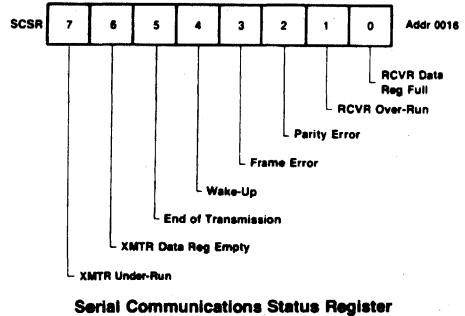 SCSR 7 6 5 4 3 2 1 0 Addr 0016
RCVR Data
Reg Full
RCVR Over-Run
Parity Error
Frame Error
Wake-Up
End of Transmission
XMTR Data Reg Empty
XMTR Under-Run
Serial Communications Status Register